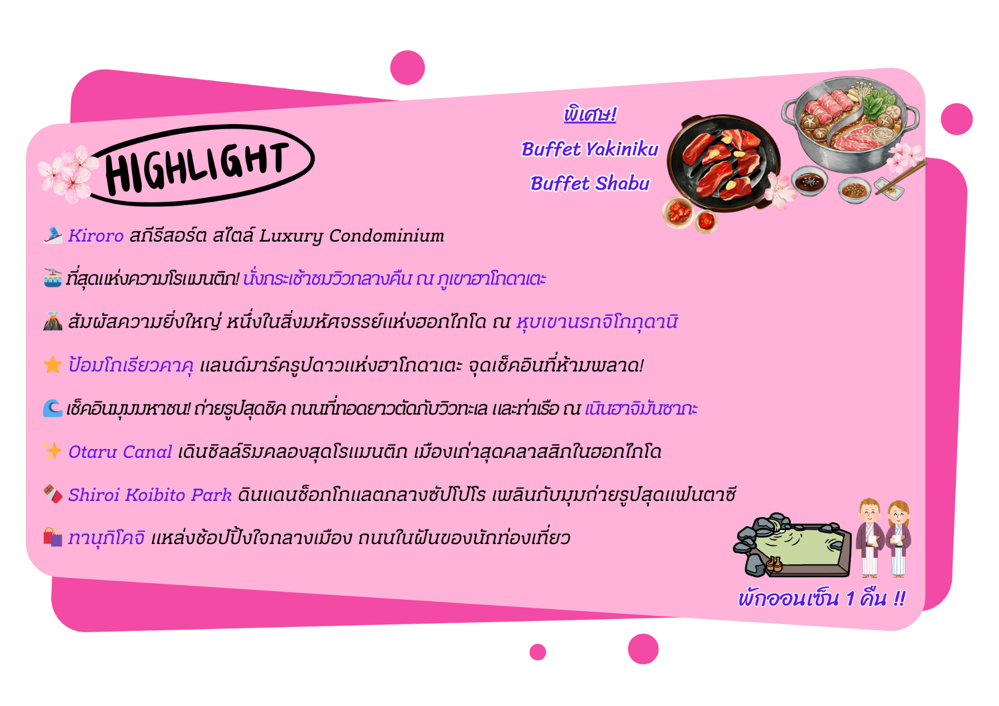 HIGHLIGHT
พิเศษ!
Buffet Yakiniku
Buffet Shabu
Kiroro สกีรีสอร์ต สไตล์ Luxury Condominium
ที่สุดแห่งความโรแมนติก! นั่งกระเช้าชมวิวกลางคืน ณ ภูเขาฮาโกดาเตะ
สัมผัสความยิ่งใหญ่ หนึ่งในสิ่งมหัศจรรย์แห่งฮอกไกโด ณ หุบเขานรกจิโกกุดานิ
ป้อมโกเรียวคาคุ แลนด์มาร์ครูปดาวแห่งฮาโกดาเตะ จุดเช็คอินที่ห้ามพลาด!
เช็คอินมุมมหาชน! ถ่ายรูปสุดชิค ถนนที่ทอดยาวตัดกับวิวทะเล และท่าเรือ ณ เนินฮาจิมันซากะ
Otaru Canal เดินชิลล์ริมคลองสุดโรแมนติก เมืองเก่าสุดคลาสสิกในฮอกไกโด
Shiroi Koibito Park ดินแดนช็อกโกแลตกลางซัปโปโร เพลินกับมุมถ่ายรูปสุดแฟนตาซี
ทานุกิโคจิ แหล่งช้อปปิ้งใจกลางเมือง ถนนในฝันของนักท่องเที่ยว
พักออนเซ็น 1 คืน !!